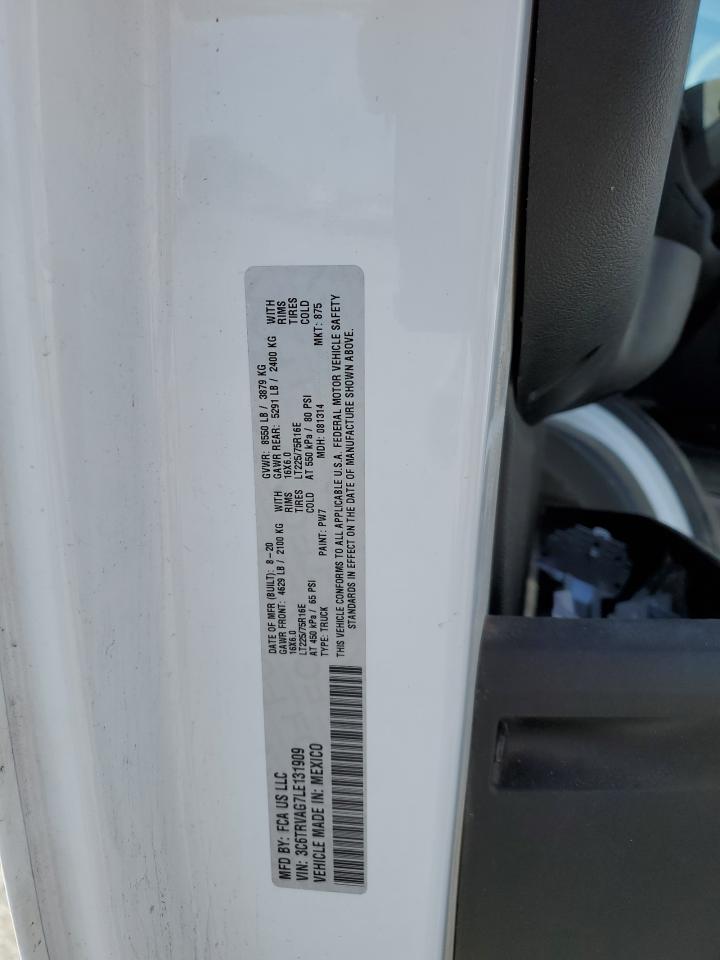 MFD BY: FCA US LLC
DATE OF MFR (BUILT): 8-20
GVWR: 8550 LB / 3879 KG
GAWR FRONT: 4629 LB / 2100 KG WITH
GAWR REAR: 5291 LB / 2400 KG WITH
16X6.0 RIMS
16X6.0 RIMS
LT225/75R16E TIRES
LT225/75R16E TIRES
AT 450 kPa / 65 PSI COLD
AT 550 kPa / 80 PSI COLD
VIN: 3C6TRVAG7LE131909
TYPE: TRUCK
PAINT: PW7
MDH: 081314
MKT: 875
VEHICLE MADE IN: MEXICO
THIS VEHICLE CONFORMS TO ALL APPLICABLE U.S.A. FEDERAL MOTOR VEHICLE SAFETY
STANDARDS IN EFFECT ON THE DATE OF MANUFACTURE SHOWN ABOVE.